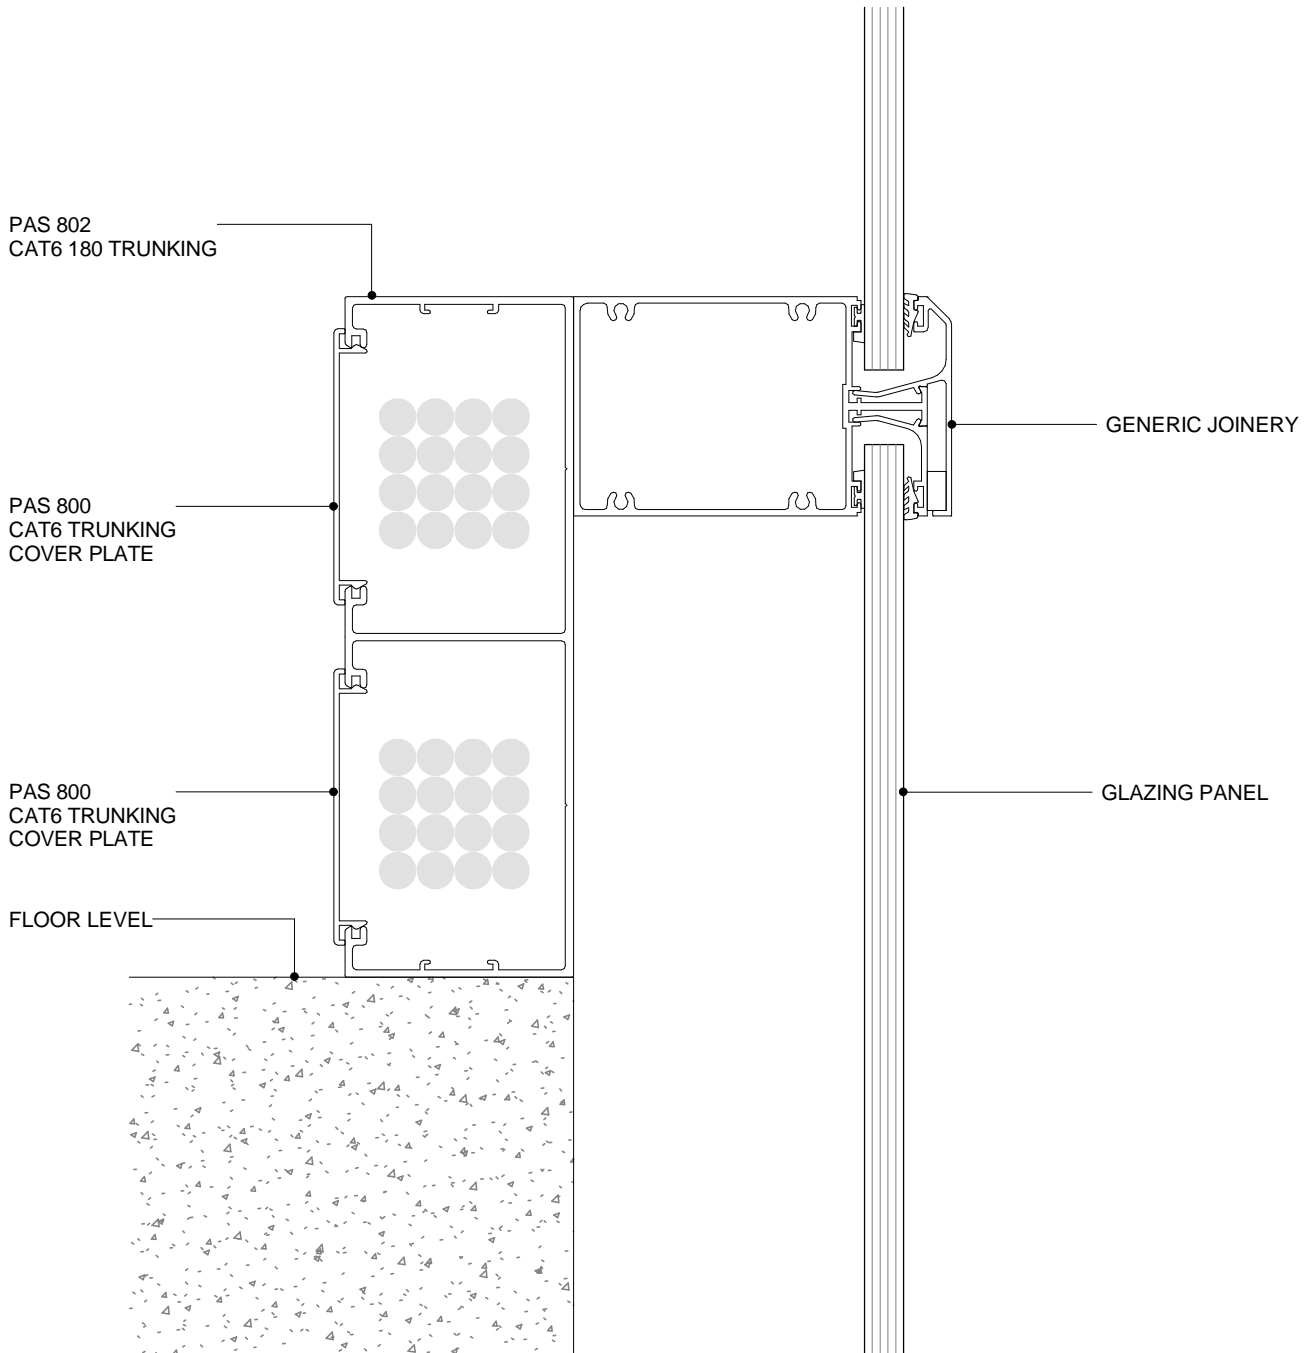 PAS 802
CAT6 180 TRUNKING
GENERIC JOINERY
PAS 800
CAT6 TRUNKING
COVER PLATE
PAS 800
CAT6 TRUNKING
COVER PLATE
GLAZING PANEL
FLOOR LEVEL